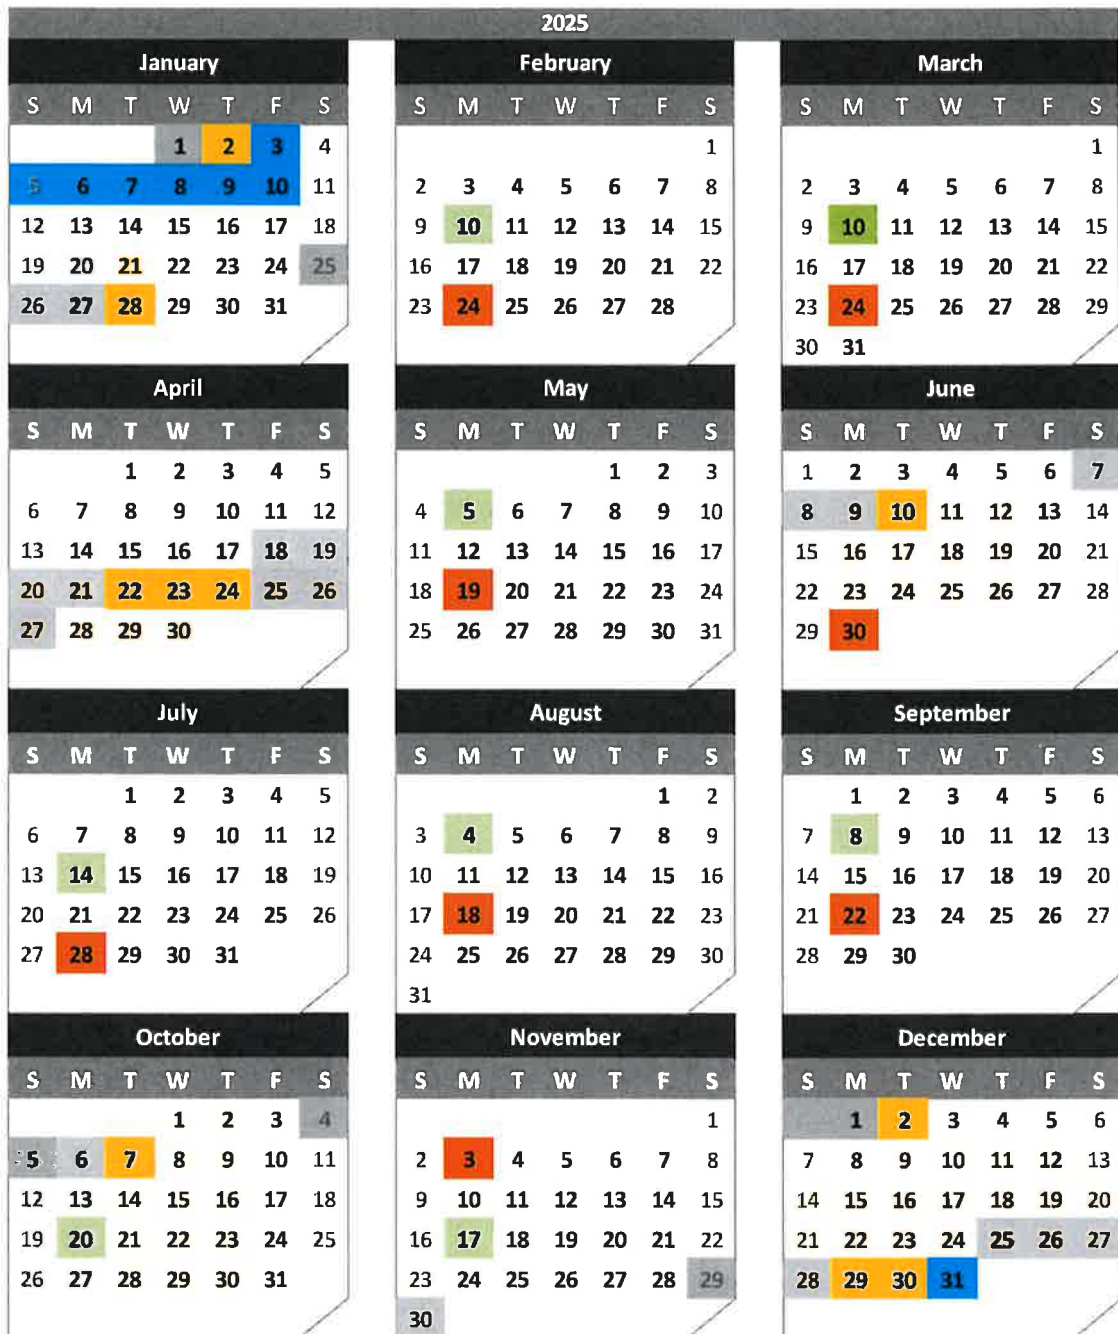 2025
January February March
S M T W T F S S M T W T F S S M T W T F S
1 2 3 4 1 1
5 6 7 8 9 10 11 2 3 4 5 6 7 8 2 3 4 5 6 7 8
12 13 14 15 16 17 18 9 10 11 12 13 14 15 9 10 11 12 13 14 15
19 20 21 22 23 24 25 16 17 18 19 20 21 22 16 17 18 19 20 21 22
26 27 28 29 30 31 23 24 25 26 27 28 23 24 25 26 27 28 29
30 31
April May June
S M T W T F S S M T W T F S S M T W T F S
1 2 3 4 5 1 2 3 1 2 3 4 5 6 7
6 7 8 9 10 11 12 4 5 6 7 8 9 10 8 9 10 11 12 13 14
13 14 15 16 17 18 19 11 12 13 14 15 16 17 15 16 17 18 19 20 21
20 21 22 23 24 25 26 18 19 20 21 22 23 24 22 23 24 25 26 27 28
27 28 29 30 25 26 27 28 29 30 31 29 30
July August September
S M T W T F S S M T W T F S S M T W T F S
1 2 3 4 5 1 2 1 2 3 4 5 6
6 7 8 9 10 11 12 3 4 5 6 7 8 9 7 8 9 10 11 12 13
13 14 15 16 17 18 19 10 11 12 13 14 15 16 14 15 16 17 18 19 20
20 21 22 23 24 25 26 17 18 19 20 21 22 23 21 22 23 24 25 26 27
27 28 29 30 31 24 25 26 27 28 29 30 28 29 30
31
October November December
S M T W T F S S M T W T F S S M T W T F S
1 2 3 4 1 1 2 3 4 5 6
5 6 7 8 9 10 11 2 3 4 5 6 7 8 7 8 9 10 11 12 13
12 13 14 15 16 17 18 9 10 11 12 13 14 15 14 15 16 17 18 19 20
19 20 21 22 23 24 25 16 17 18 19 20 21 22 21 22 23 24 25 26 27
26 27 28 29 30 31 23 24 25 26 27 28 29 28 29 30 31
30